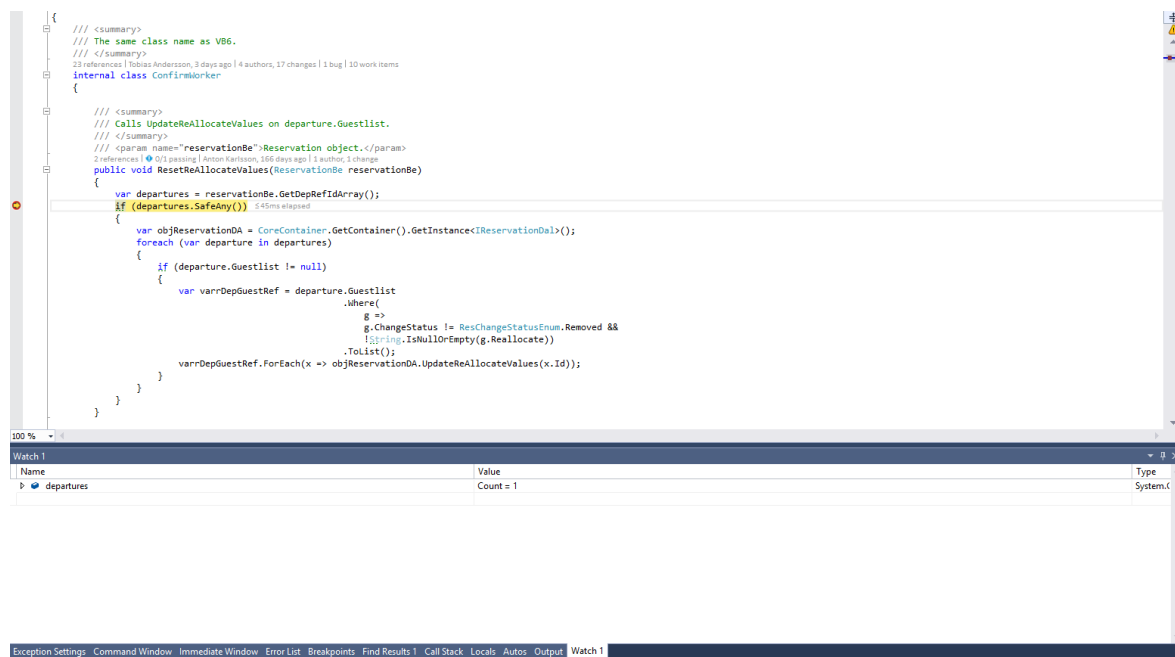 {
/// <summary>
/// The same class name as VB6.
/// </summary>
23 references | Tobias Andersson, 3 days ago | 4 authors, 17 changes | 1 bug | 10 work items
internal class ConfirmWorker
{
/// <summary>
/// Calls UpdateReAllocateValues on departure.Guestlist.
/// </summary>
/// <param name="reservationBe">Reservation object.</param>
2 references | 0/1 passing | Anton Karlsson, 166 days ago | 1 author, 1 change
public void ResetReAllocateValues(ReservationBe reservationBe)
{
var departures = reservationBe.GetDepRefIdArray();
if (departures.SafeAny()) ≤45ms elapsed
{
var objReservationDA = CoreContainer.GetContainer().GetInstance<IReservationDal>();
foreach (var departure in departures)
{
if (departure.Guestlist != null)
{
var varrDepGuestRef = departure.Guestlist
.Where(
g =>
g.ChangeStatus != ResChangeStatusEnum.Removed &&
!String.IsNullOrEmpty(g.Reallocate))
.ToList();
varrDepGuestRef.ForEach(x => objReservationDA.UpdateReAllocateValues(x.Id));
}
}
}
}
100 %
Watch 1
Name Value Type
departures Count = 1 System.C
Exception Settings Command Window Immediate Window Error List Breakpoints Find Results 1 Call Stack Locals Autos Output Watch 1